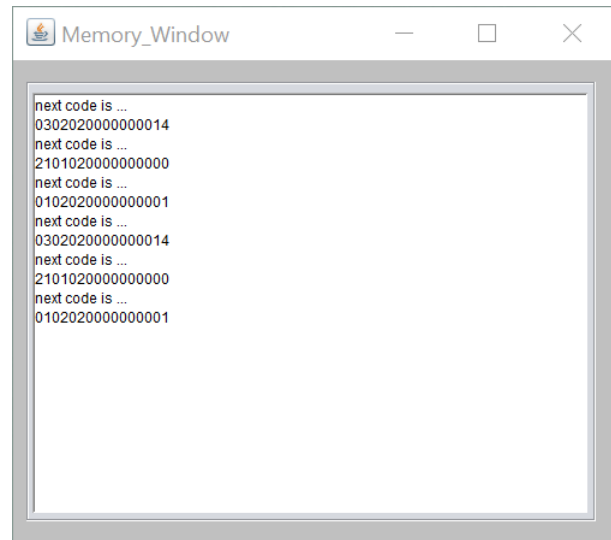 Memory_Window
next code is ...
0302020000000014
next code is ...
2101020000000000
next code is ...
0102020000000001
next code is ...
0302020000000014
next code is ...
2101020000000000
next code is ...
0102020000000001